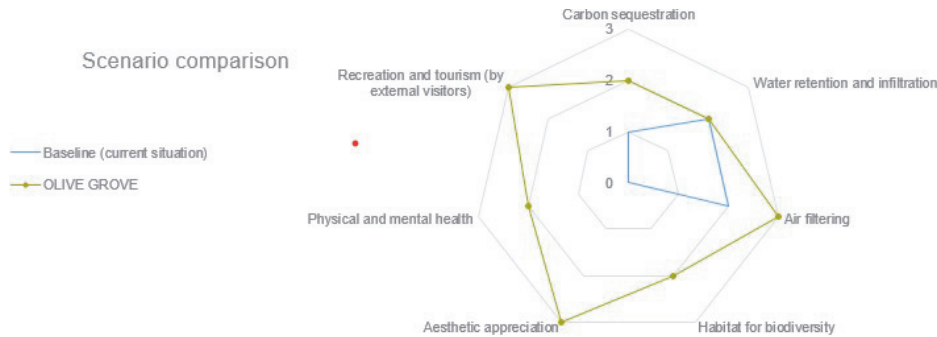 Scenario comparison
Baseline (current situation)
OLIVE GROVE
Carbon sequestration
3
2
1
0
Water retention and infiltration
Air filtering
Habitat for biodiversity
Aesthetic appreciation
Physical and mental health
Recreation and tourism (by
external visitors)